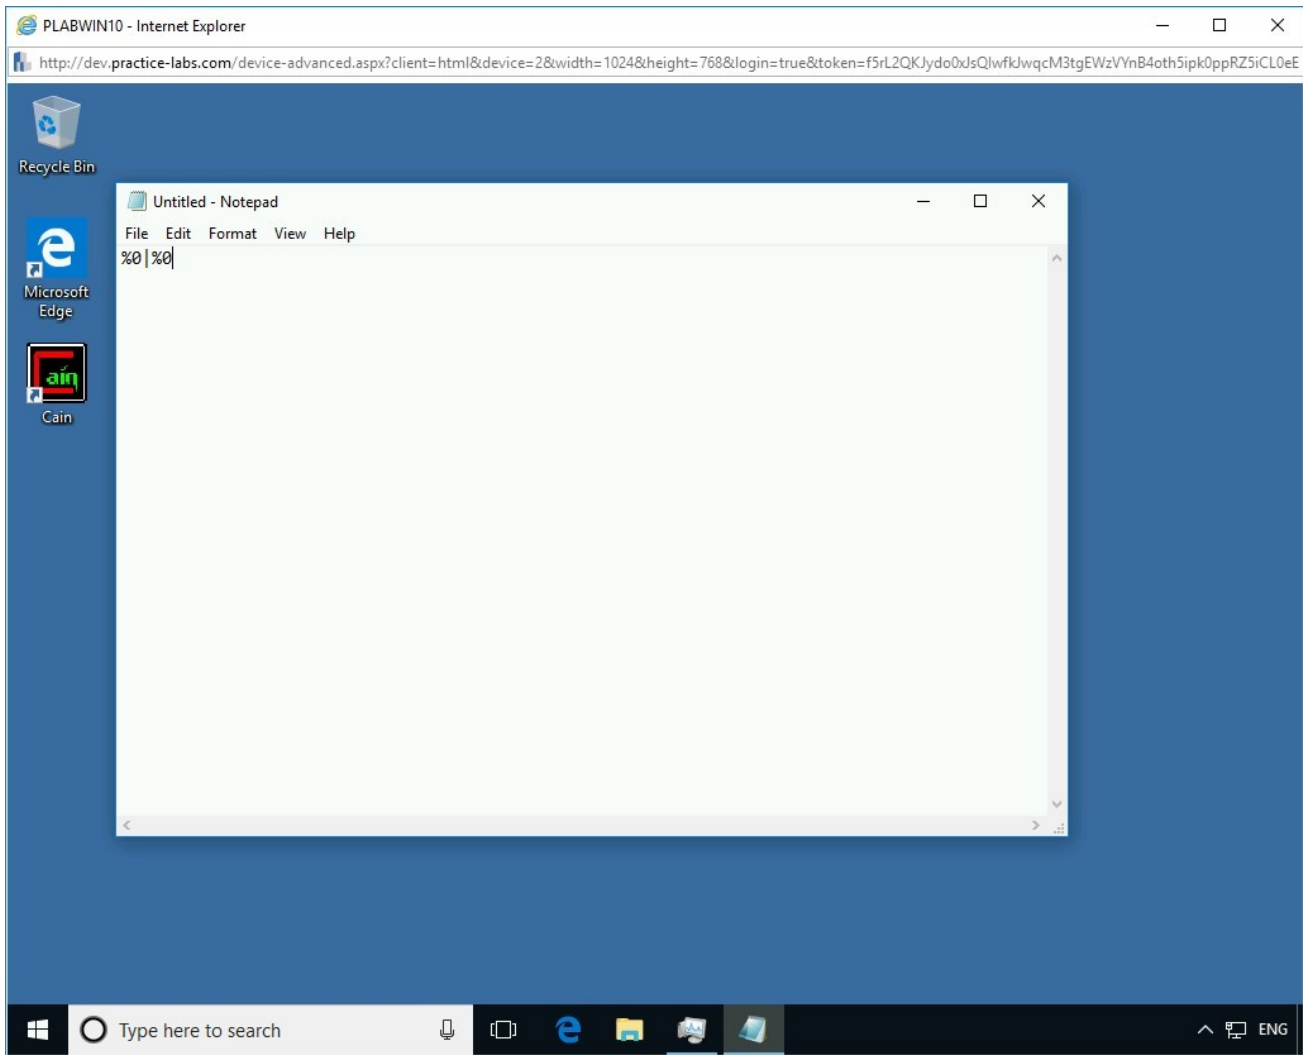 PLABWIN10 - Internet Explorer
http://dev.practice-labs.com/device-advanced.aspx?client=html&device=2&width=1024&height=768&login=true&token=f5rL2QKJydo0xJsQlwfkJwqcM3tgEWzVYnB4oth5ipk0ppRZ5iCL0eE
Recycle Bin
Untitled - Notepad
File Edit Format View Help
%0|%0
Microsoft
Edge
Cain
Cain
Type here to search
ENG